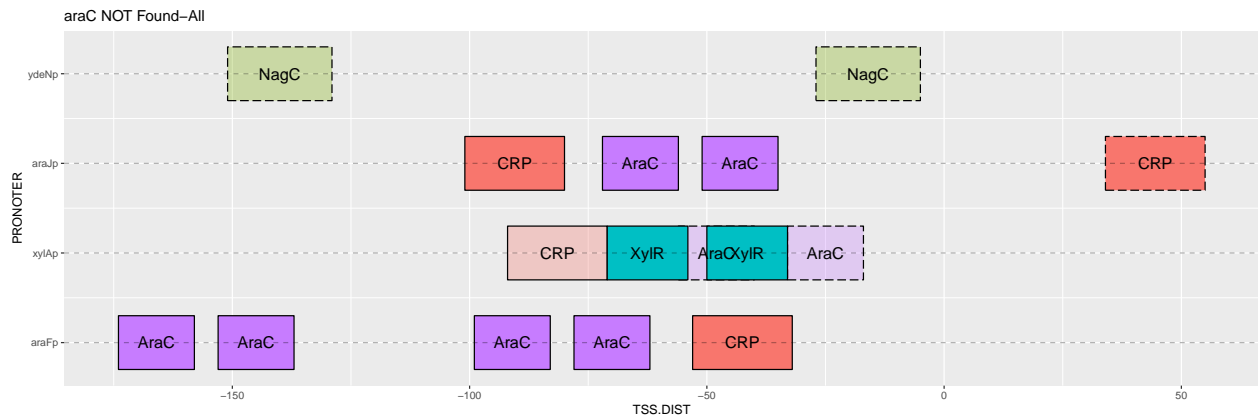 araC NOT Found−All
ydeNp
NagC
NagC
araJp
CRP
AraC
AraC
CRP
PRONOTER
xylAp
CRP
XylR
AraC
XylR
AraC
araFp
AraC
AraC
AraC
AraC
CRP
−150
−100
−50
0
50
TSS.DIST